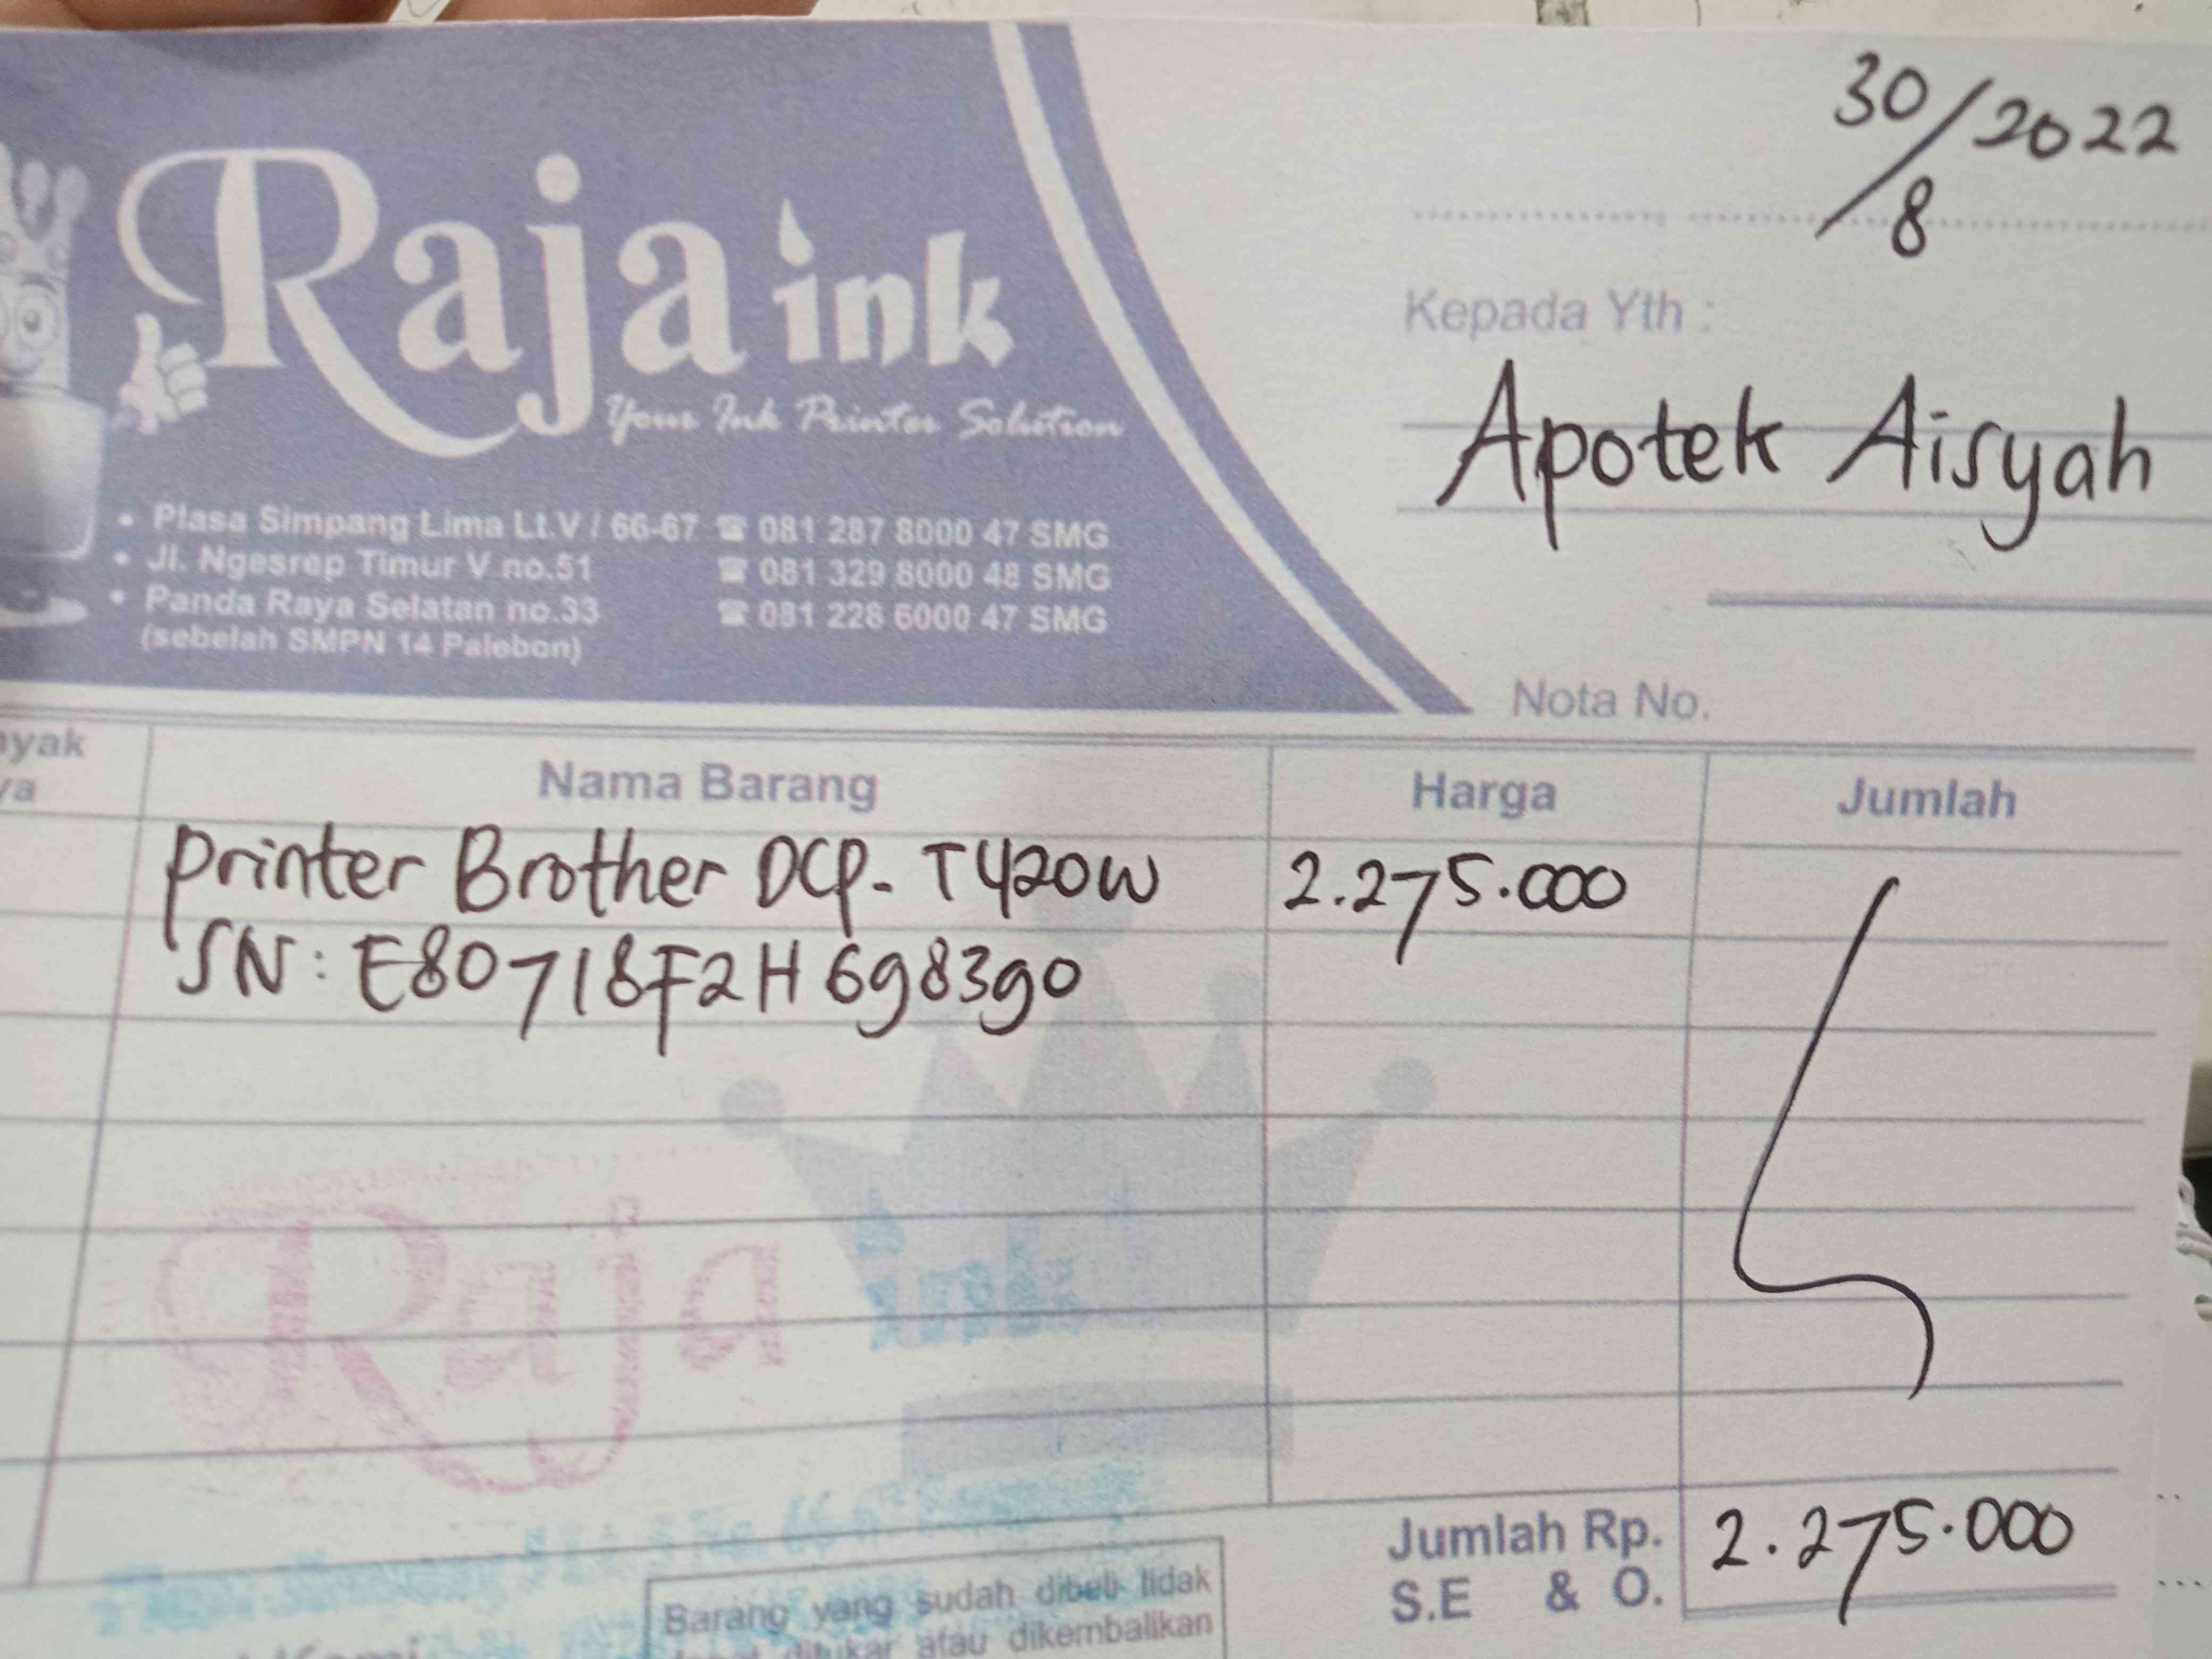 30/8 2022
Raja ink
Your Ink Printer Solution
Kepada Yth :
Apotek Aisyah
• Plasa Simpang Lima Lt.V / 66-67 ☎ 081 287 8000 47 SMG
• Jl. Ngesrep Timur V no.51 ☎ 081 329 8000 48 SMG
• Panda Raya Selatan no.33 ☎ 081 228 6000 47 SMG
(sebelah SMPN 14 Palebon)
Nota No.
Nama Barang Harga Jumlah
Printer Brother DCP-T420W 2.275.000
SN: E80718F2H6g83g0
Raja ink
Jumlah Rp. 2.275.000
S.E & O.
Barang yang sudah dibeli tidak
ditukar atau dikembalikan